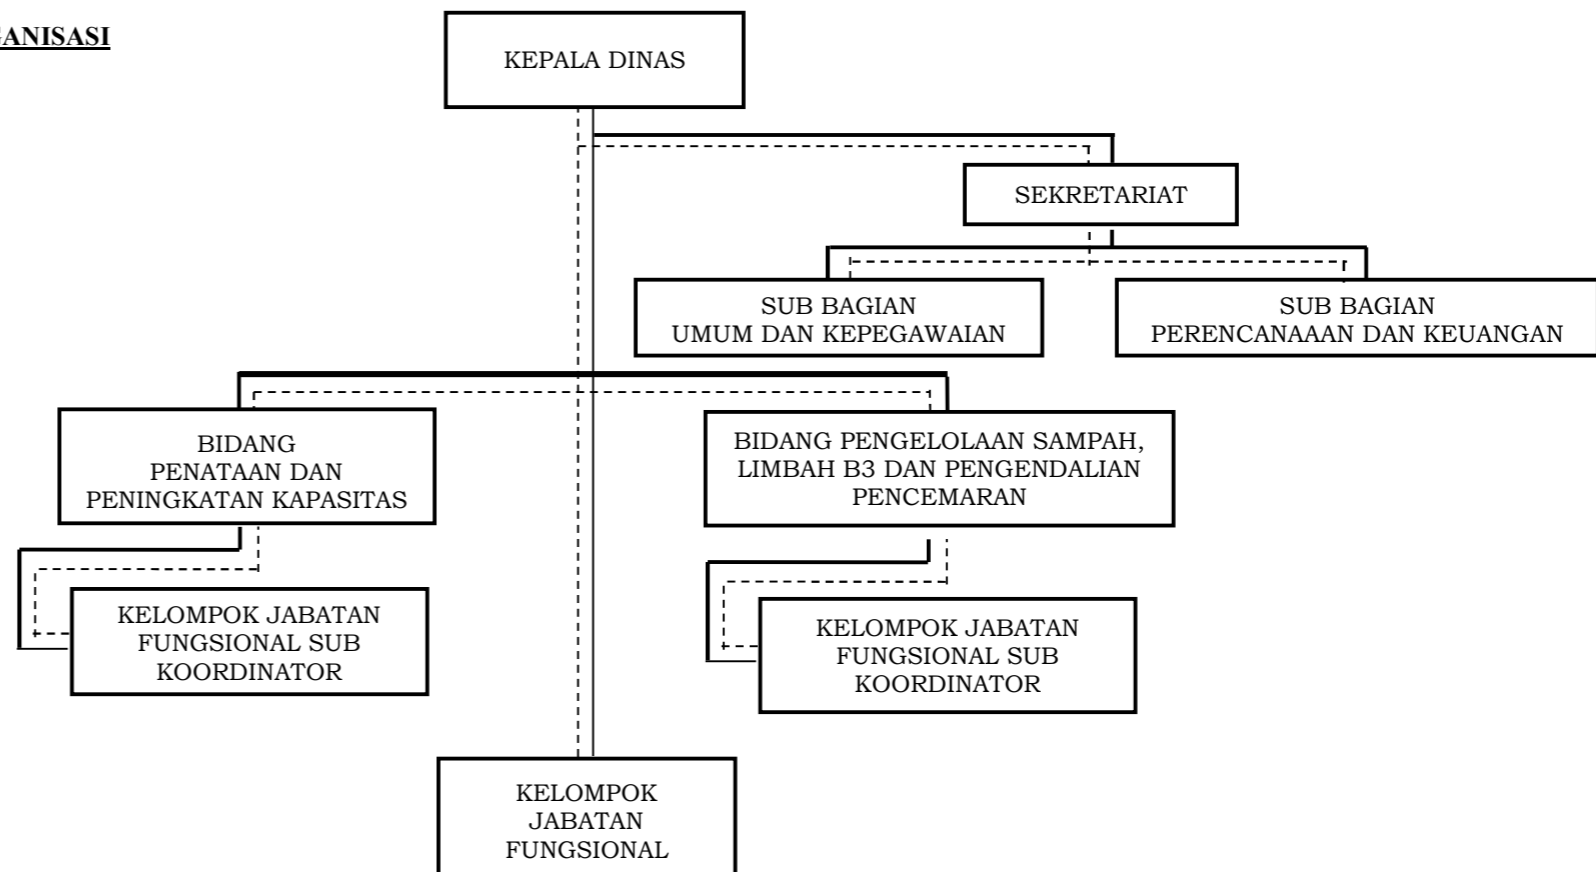 GANISASI
KEPALA DINAS
SEKRETARIAT
SUB BAGIAN
UMUM DAN KEPEGAWAIAN
SUB BAGIAN
PERENCANAAAN DAN KEUANGAN
BIDANG
PENATAAN DAN
PENINGKATAN KAPASITAS
BIDANG PENGELOLAAN SAMPAH,
LIMBAH B3 DAN PENGENDALIAN
PENCEMARAN
KELOMPOK JABATAN
FUNGSIONAL SUB
KOORDINATOR
KELOMPOK JABATAN
FUNGSIONAL SUB
KOORDINATOR
KELOMPOK
JABATAN
FUNGSIONAL